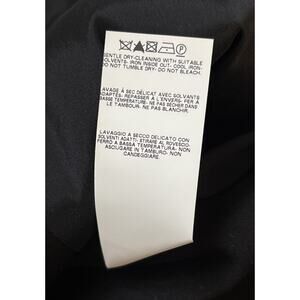 P
GENTLE DRY-CLEANING WITH SUITABLE
SOLVENTS- IRON INSIDE OUT- COOL IRON-
DO NOT TUMBLE DRY- DO NOT BLEACH.
LAVAGE À SEC DÉLICAT AVEC SOLVANTS
ADAPTÉS- REPASSER À L'ENVERS- FER À
BASSE TEMPÉRATURE- NE PAS SÉCHER DANS
LE TAMBOUR- NE PAS BLANCHIR.
LAVAGGIO A SECCO DELICATO CON
SOLVENTI ADATTI- STIRARE AL ROVESCIO-
FERRO A BASSA TEMPERATURA- NON
ASCIUGARE IN TAMBURO- NON
CANDEGGIARE.